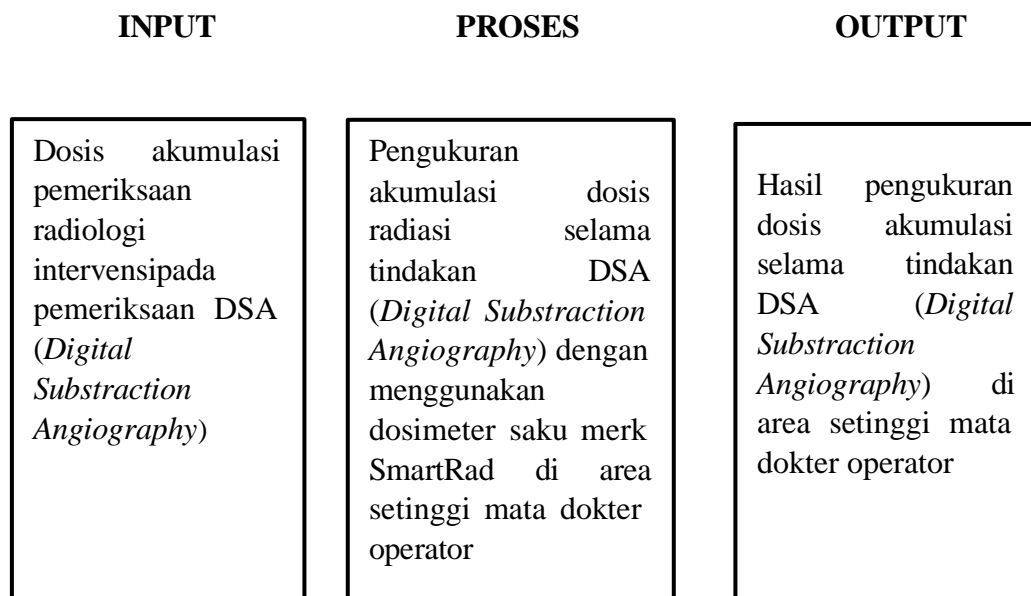 INPUT
PROSES
OUTPUT
Dosis akumulasi
pemeriksaan
radiologi
intervensipada
pemeriksaan DSA
(Digital
Substraction
Angiography)
Pengukuran
akumulasi dosis
radiasi selama
tindakan DSA
(Digital Substraction
Angiography) dengan
menggunakan
dosimeter saku merk
SmartRad di area
setinggi mata dokter
operator
Hasil pengukuran
dosis akumulasi
selama tindakan
DSA (Digital
Substraction
Angiography) di
area setinggi mata
dokter operator